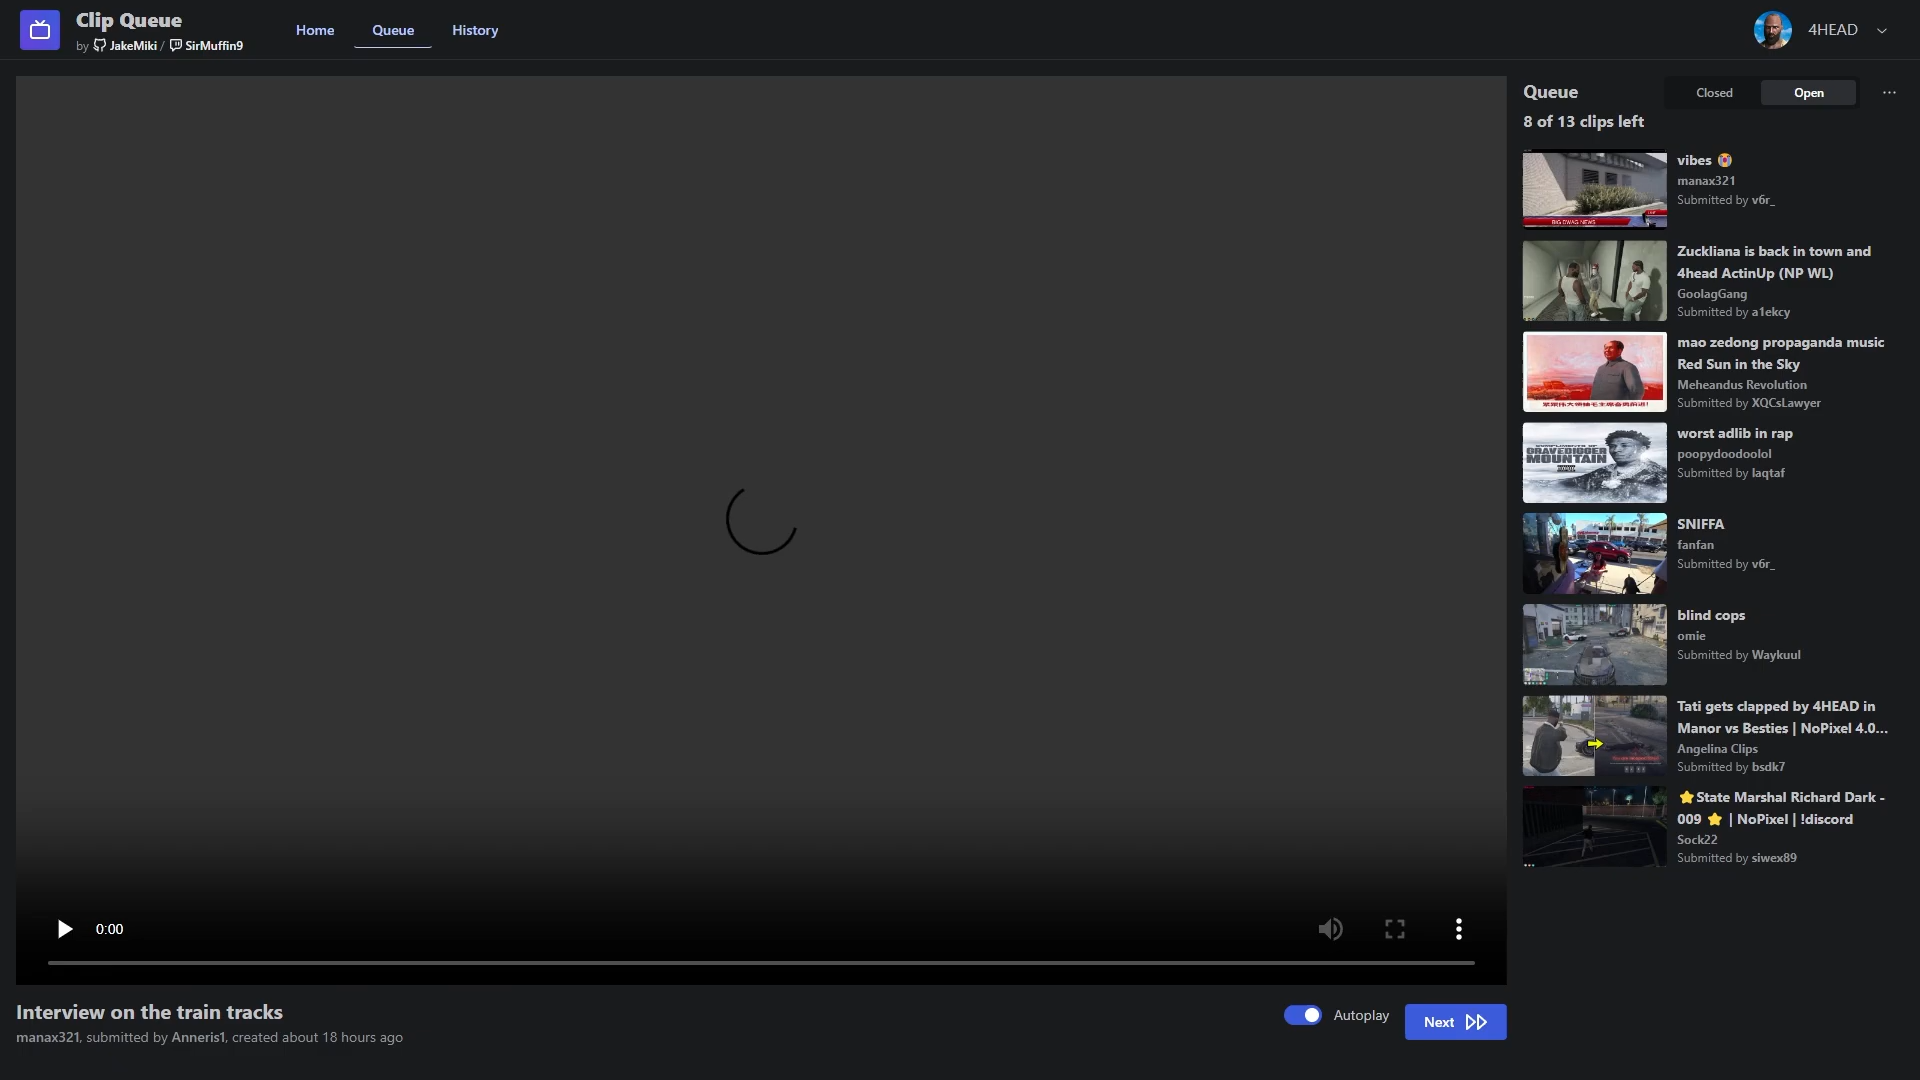 Clip Queue
by JakeMiki / SirMuffin9
Home
Queue
History
4HEAD
Queue
Closed
Open
8 of 13 clips left
BIG DWAG NEWS
vibes
manax321
Submitted by v6r_
Zuckliana is back in town and
4head ActinUp (NP WL)
GoolagGang
Submitted by a1ekcy
mao zedong propaganda music
Red Sun in the Sky
Meheandus Revolution
Submitted by XQCsLawyer
GRAVEDIGGER
MOUNTAIN
worst adlib in rap
poopydoodoolol
Submitted by laqtaf
SNIFFA
fanfan
Submitted by v6r_
blind cops
omie
Submitted by Waykuul
Tati gets clapped by 4HEAD in
Manor vs Besties | NoPixel 4.0...
Angelina Clips
Submitted by bsdk7
⭐State Marshal Richard Dark -
009 ⭐ | NoPixel | !discord
Sock22
Submitted by siwex89
0:00
Interview on the train tracks
manax321, submitted by Anneris1, created about 18 hours ago
Autoplay
Next